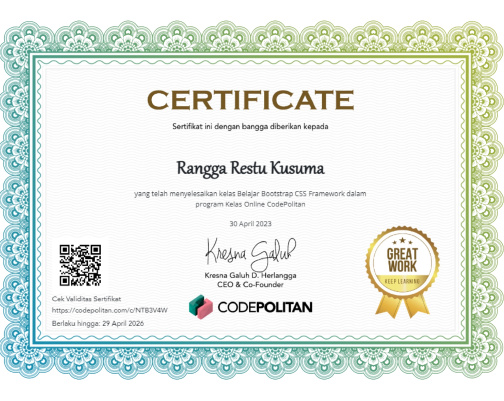 CERTIFICATE
Sertifikat ini dengan bangga diberikan kepada
Rangga Restu Kusuma
yang telah menyelesaikan kelas Belajar Bootstrap CSS Framework dalam
program Kelas Online CodePolitan
30 April 2023
Kresna Galuh
Kresna Galuh D. Herlangga
CEO & Co-Founder
CODEPOLITAN
GREAT
WORK
KEEP LEARNING
Cek Validitas Sertifikat
https://codepolitan.com/c/NTB3V4W
Berlaku hingga: 29 April 2026